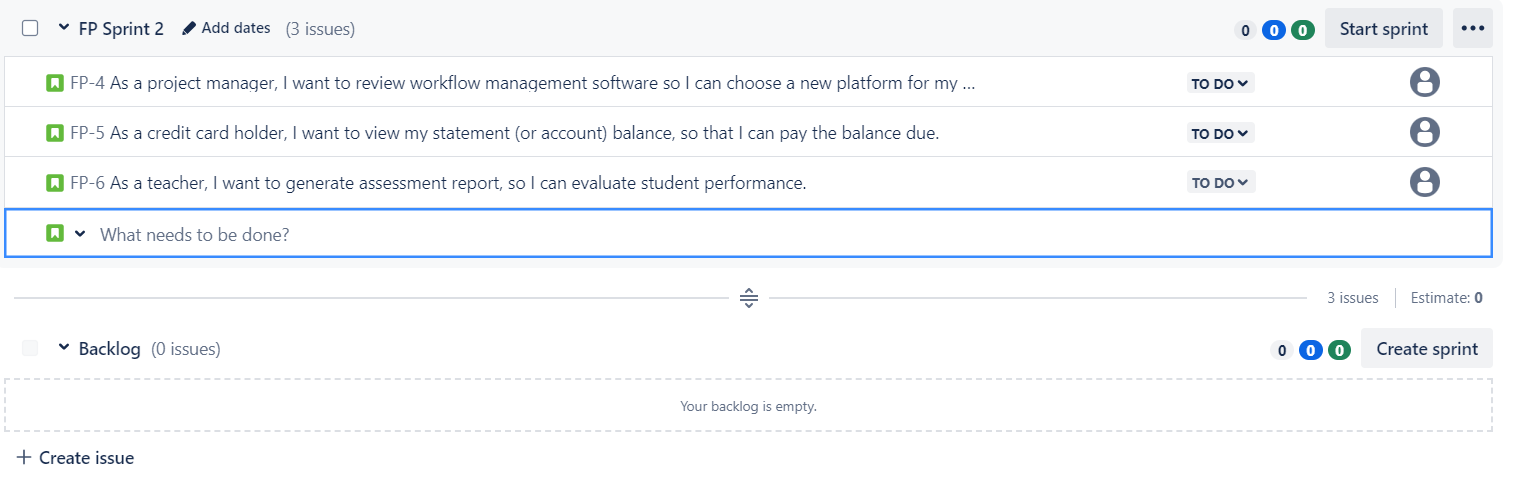 FP Sprint 2 Add dates (3 issues) 0 0 0 Start sprint
FP-4 As a project manager, I want to review workflow management software so I can choose a new platform for my ... TO DO
FP-5 As a credit card holder, I want to view my statement (or account) balance, so that I can pay the balance due. TO DO
FP-6 As a teacher, I want to generate assessment report, so I can evaluate student performance. TO DO
What needs to be done?
3 issues Estimate: 0
Backlog (0 issues) 0 0 0 Create sprint
Your backlog is empty.
+ Create issue